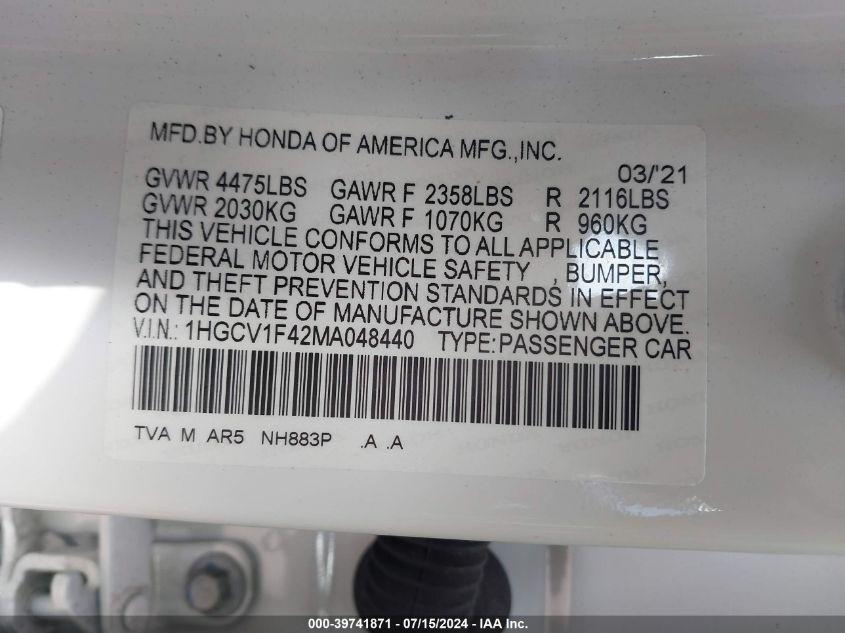 MFD.BY HONDA OF AMERICA MFG.,INC.
03/'21
GVWR 4475LBS GAWR F 2358LBS R 2116LBS
GVWR 2030KG GAWR F 1070KG R 960KG
THIS VEHICLE CONFORMS TO ALL APPLICABLE
FEDERAL MOTOR VEHICLE SAFETY , BUMPER,
AND THEFT PREVENTION STANDARDS IN EFFECT
ON THE DATE OF MANUFACTURE SHOWN ABOVE.
V.I.N.: 1HGCV1F42MA048440 TYPE:PASSENGER CAR
TVA M AR5 NH883P .A .A
000-39741871 - 07/15/2024 - IAA Inc.